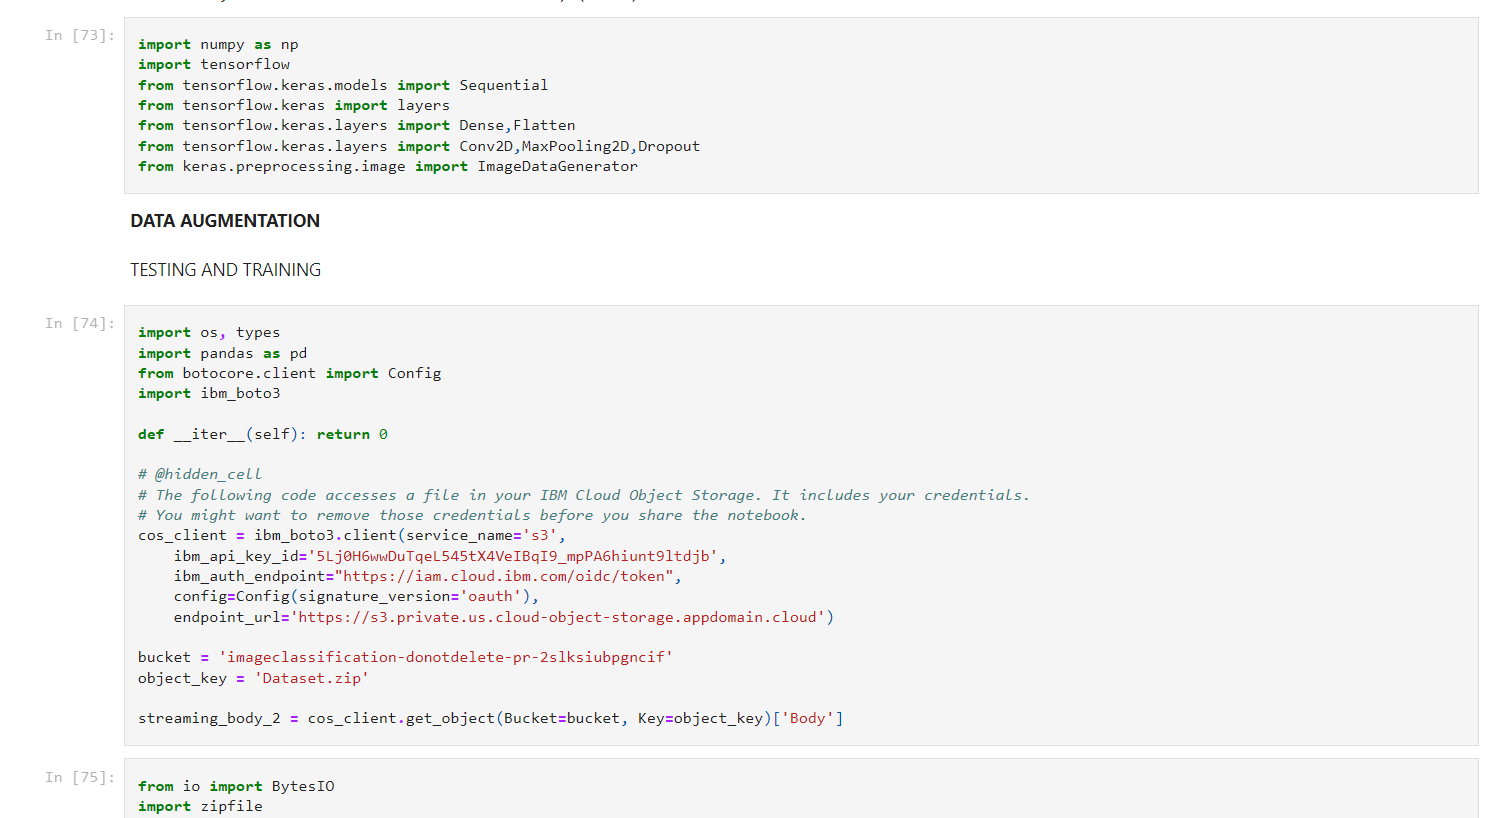 In [73]:
import numpy as np
import tensorflow
from tensorflow.keras.models import Sequential
from tensorflow.keras import layers
from tensorflow.keras.layers import Dense,Flatten
from tensorflow.keras.layers import Conv2D,MaxPooling2D,Dropout
from keras.preprocessing.image import ImageDataGenerator
DATA AUGMENTATION
TESTING AND TRAINING
In [74]:
import os, types
import pandas as pd
from botocore.client import Config
import ibm_boto3
def __iter__(self): return 0
# @hidden_cell
# The following code accesses a file in your IBM Cloud Object Storage. It includes your credentials.
# You might want to remove those credentials before you share the notebook.
cos_client = ibm_boto3.client(service_name='s3',
ibm_api_key_id='5Lj0H6wwDuTqeL545tX4VeIBqI9_mpPA6hiunt9ltdjb',
ibm_auth_endpoint="https://iam.cloud.ibm.com/oidc/token",
config=Config(signature_version='oauth'),
endpoint_url='https://s3.private.us.cloud-object-storage.appdomain.cloud')
bucket = 'imageclassification-donotdelete-pr-2slksiubpgncif'
object_key = 'Dataset.zip'
streaming_body_2 = cos_client.get_object(Bucket=bucket, Key=object_key)['Body']
In [75]:
from io import BytesIO
import zipfile